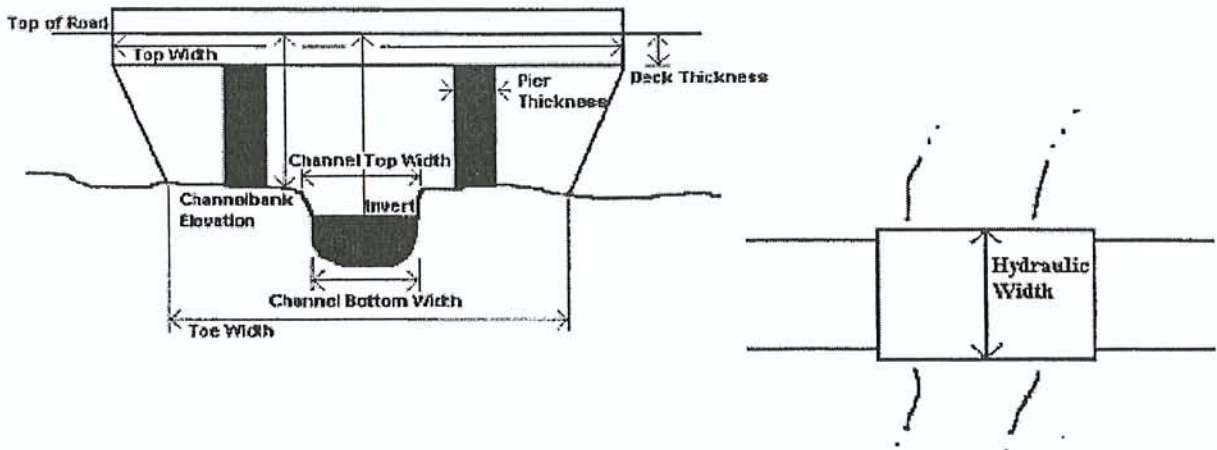 Top of Road
Top Width
Deck Thickness
Pier
Thickness
Channel Top Width
Channelbank
Elevation
Invert
Channel Bottom Width
Toe Width
Hydraulic
Width